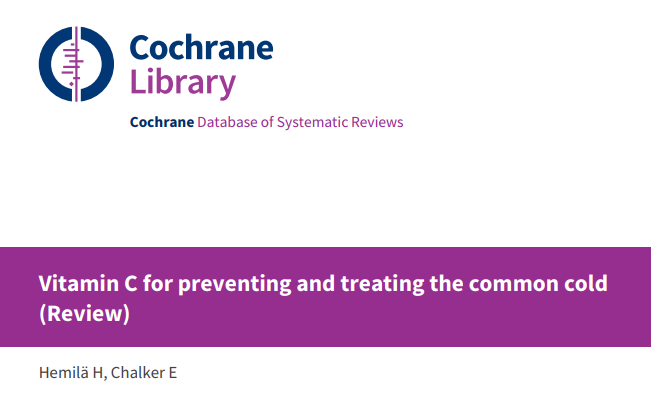 Cochrane
Library
Cochrane Database of Systematic Reviews
Vitamin C for preventing and treating the common cold
(Review)
Hemilä H, Chalker E